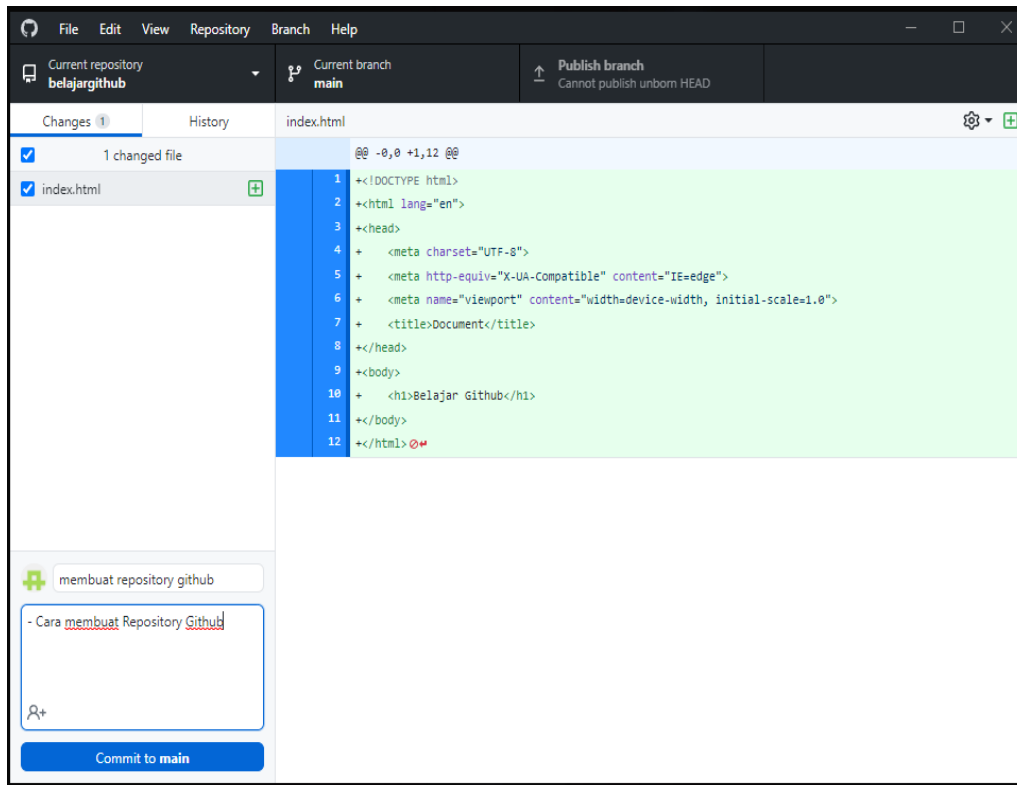 File Edit View Repository Branch Help
Current repository
belajargithub
Current branch
main
Publish branch
Cannot publish unborn HEAD
Changes 1 History
index.html
1 changed file
index.html
@@ -0,0 +1,12 @@
1 +<!DOCTYPE html>
2 +<html lang="en">
3 +<head>
4 + <meta charset="UTF-8">
5 + <meta http-equiv="X-UA-Compatible" content="IE=edge">
6 + <meta name="viewport" content="width=device-width, initial-scale=1.0">
7 + <title>Document</title>
8 +</head>
9 +<body>
10 + <h1>Belajar Github</h1>
11 +</body>
12 +</html>
membuat repository github
- Cara membuat Repository Github
Commit to main